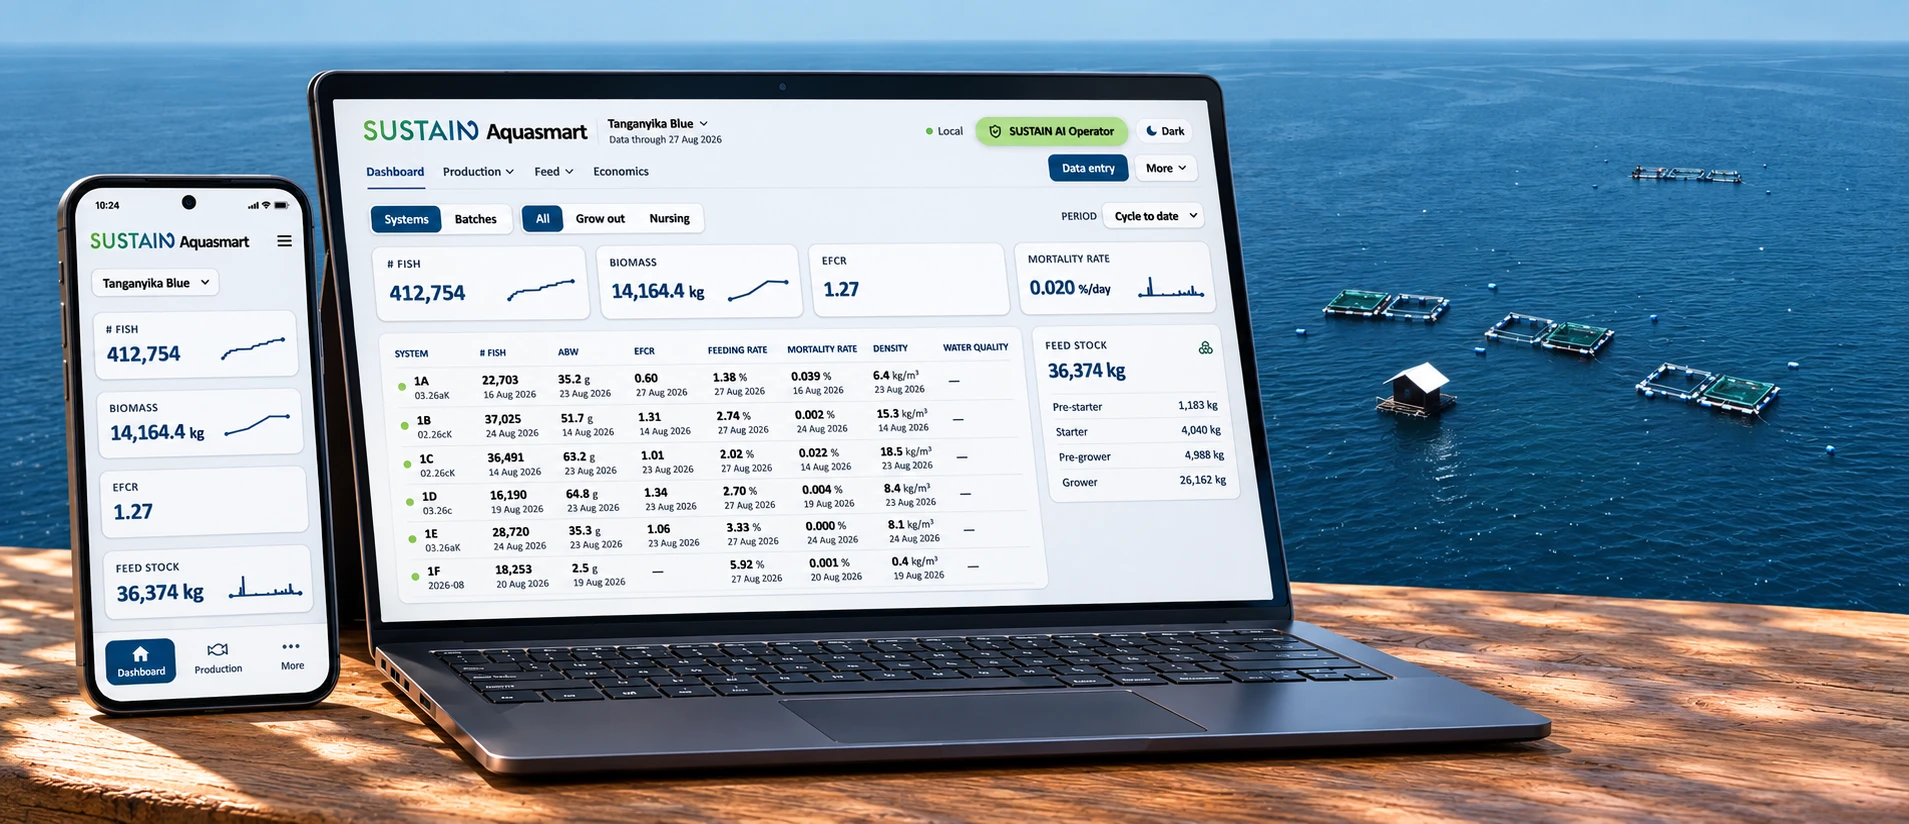 10:24
SUSTAIN Aquasmart
Tanganyika Blue
# FISH
412,754
BIOMASS
14,164.4 kg
EFCR
1.27
FEED STOCK
36,374 kg
Dashboard
Production
More
SUSTAIN Aquasmart
Tanganyika Blue
Data through 27 Aug 2026
Local
SUSTAIN AI Operator
Dark
Dashboard Production Feed Economics
Data entry
More
Systems Batches
All Grow out Nursing
PERIOD Cycle to date
# FISH
412,754
BIOMASS
14,164.4 kg
EFCR
1.27
MORTALITY RATE
0.020 %/day
SYSTEM # FISH ABW EFCR FEEDING RATE MORTALITY RATE DENSITY WATER QUALITY
1A 22,703 35.2 g 0.60 1.38 % 0.039 % 6.4 kg/m³ —
03.26aK 16 Aug 2026 23 Aug 2026 27 Aug 2026 27 Aug 2026 16 Aug 2026 23 Aug 2026
1B 37,025 51.7 g 1.31 2.74 % 0.002 % 15.3 kg/m³ —
02.26cK 24 Aug 2026 14 Aug 2026 14 Aug 2026 27 Aug 2026 24 Aug 2026 14 Aug 2026
1C 36,491 63.2 g 1.01 2.02 % 0.022 % 18.5 kg/m³ —
02.26cK 14 Aug 2026 23 Aug 2026 23 Aug 2026 27 Aug 2026 14 Aug 2026 23 Aug 2026
1D 16,190 64.8 g 1.34 2.70 % 0.004 % 8.4 kg/m³ —
03.26c 19 Aug 2026 23 Aug 2026 23 Aug 2026 27 Aug 2026 19 Aug 2026 23 Aug 2026
1E 28,720 35.3 g 1.06 3.33 % 0.000 % 8.1 kg/m³ —
03.26aK 24 Aug 2026 23 Aug 2026 23 Aug 2026 27 Aug 2026 24 Aug 2026 24 Aug 2026
1F 18,253 2.5 g — 5.92 % 0.001 % 0.4 kg/m³ —
2026-08 20 Aug 2026 19 Aug 2026 27 Aug 2026 20 Aug 2026 19 Aug 2026
FEED STOCK
36,374 kg
Pre-starter 1,183 kg
Starter 4,040 kg
Pre-grower 4,988 kg
Grower 26,162 kg